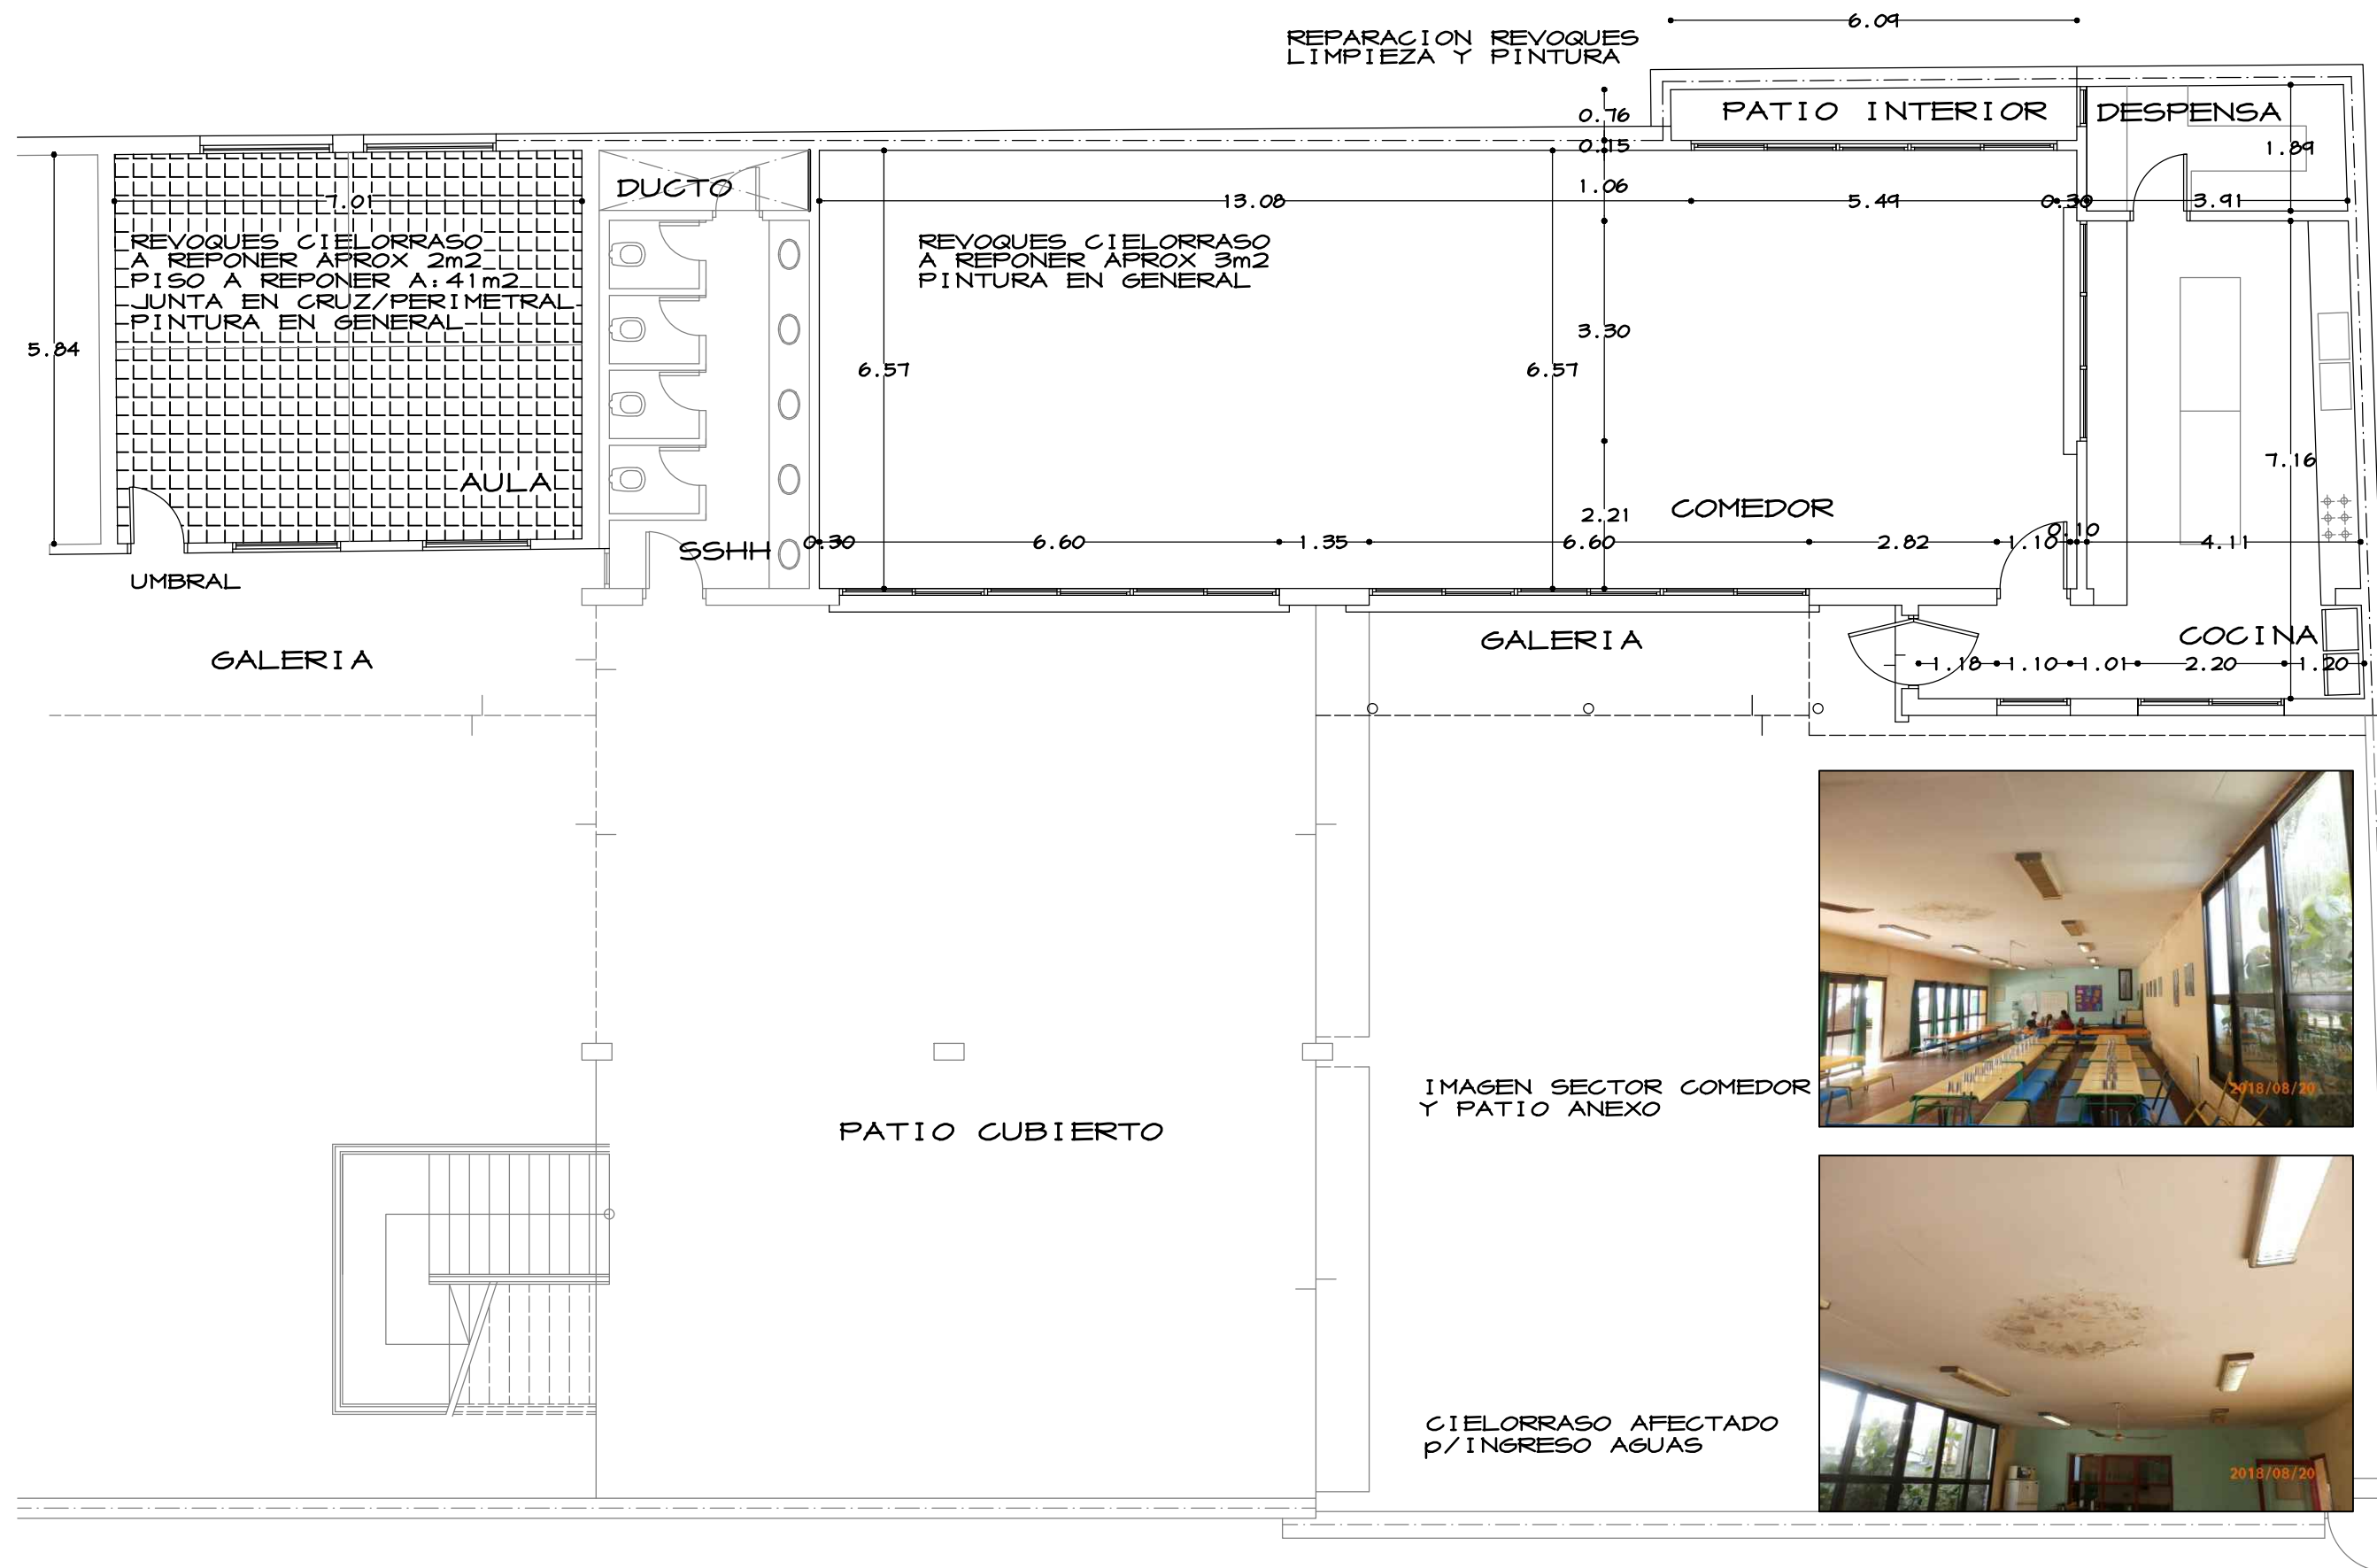 6.09
REPARACION REVOQUES
LIMPIEZA Y PINTURA
0.76
PATIO INTERIOR
DESPENSA
0.15
1.89
DUCTO
1.06
7.01
13.08
5.49
0.30
3.91
REVOQUES CIELORRASO
A REPONER APROX 2m2
PISO A REPONER A:41m2
JUNTA EN CRUZ/PERIMETRAL
PINTURA EN GENERAL
REVOQUES CIELORRASO
A REPONER APROX 3m2
PINTURA EN GENERAL
5.84
6.57
6.57
3.30
7.16
AULA
COMEDOR
2.21
SSHH
0.30
6.60
1.35
6.60
2.82
1.10
0.10
4.11
UMBRAL
GALERIA
GALERIA
COCINA
1.18
1.10
1.01
2.20
1.20
IMAGEN SECTOR COMEDOR
Y PATIO ANEXO
2018/08/20
PATIO CUBIERTO
CIELORRASO AFECTADO
p/INGRESO AGUAS
2018/08/20